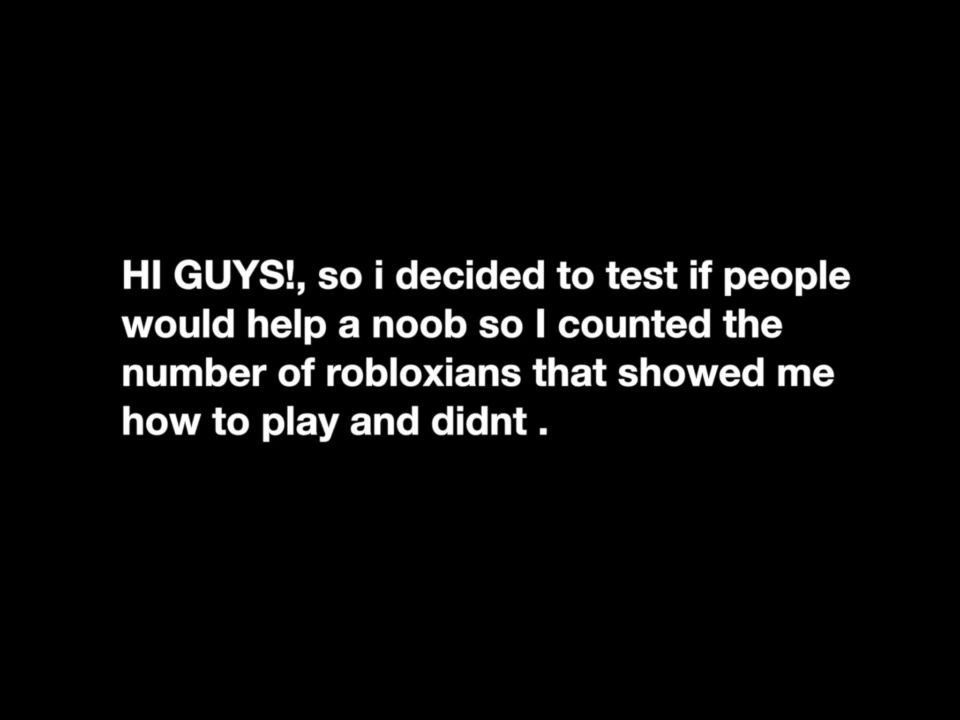 HI GUYS!, so i decided to test if people
would help a noob so I counted the
number of robloxians that showed me
how to play and didnt .